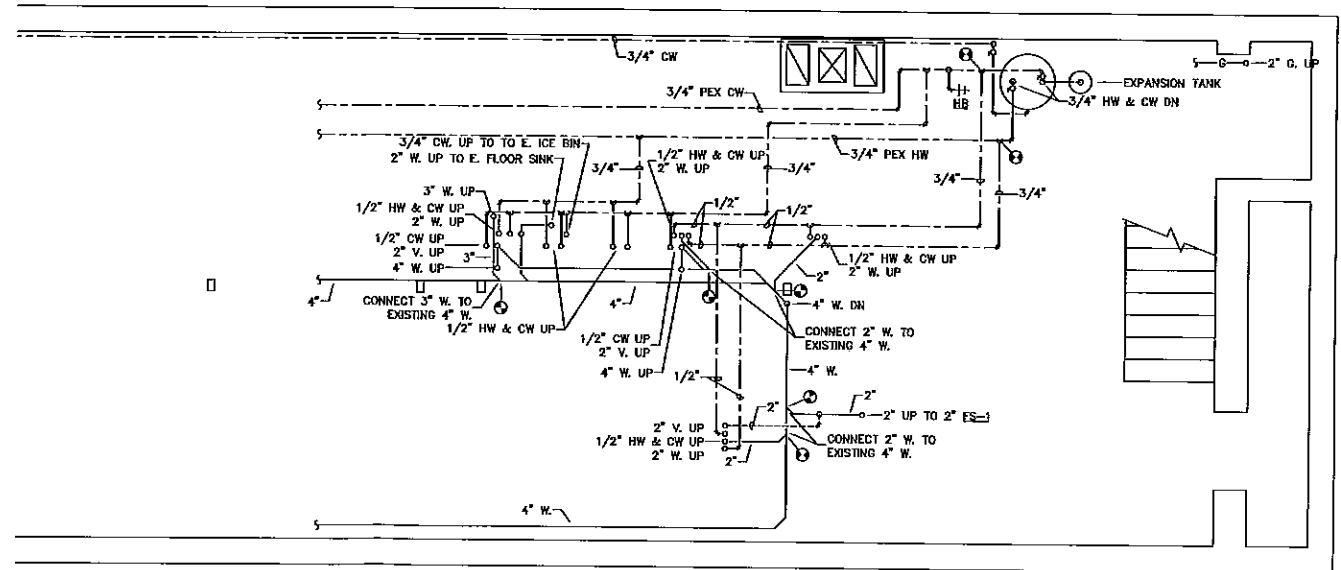 3/4" CW
G
2" G. UP
EXPANSION TANK
3/4" PEX CW
HB
3/4" HW & CW DN
3/4" CW. UP TO TO E. ICE BIN
2" W. UP TO E. FLOOR SINK
1/2" HW & CW UP
2" W. UP
3/4" PEX HW
3/4"
3/4"
3/4"
3/4"
3" W. UP
1/2" HW & CW UP
2" W. UP
1/2"
1/2"
1/2" CW UP
2" V. UP
4" W. UP
3"
1/2" HW & CW UP
2" W. UP
2"
4"
CONNECT 3" W. TO
EXISTING 4" W.
4"
4" W. DN
1/2" HW & CW UP
1/2" CW UP
2" V. UP
4" W. UP
CONNECT 2" W. TO
EXISTING 4" W.
4" W.
1/2"
2"
2"
2" UP TO 2" FS-1
2" V. UP
1/2" HW & CW UP
2" W. UP
2"
CONNECT 2" W. TO
EXISTING 4" W.
4" W.